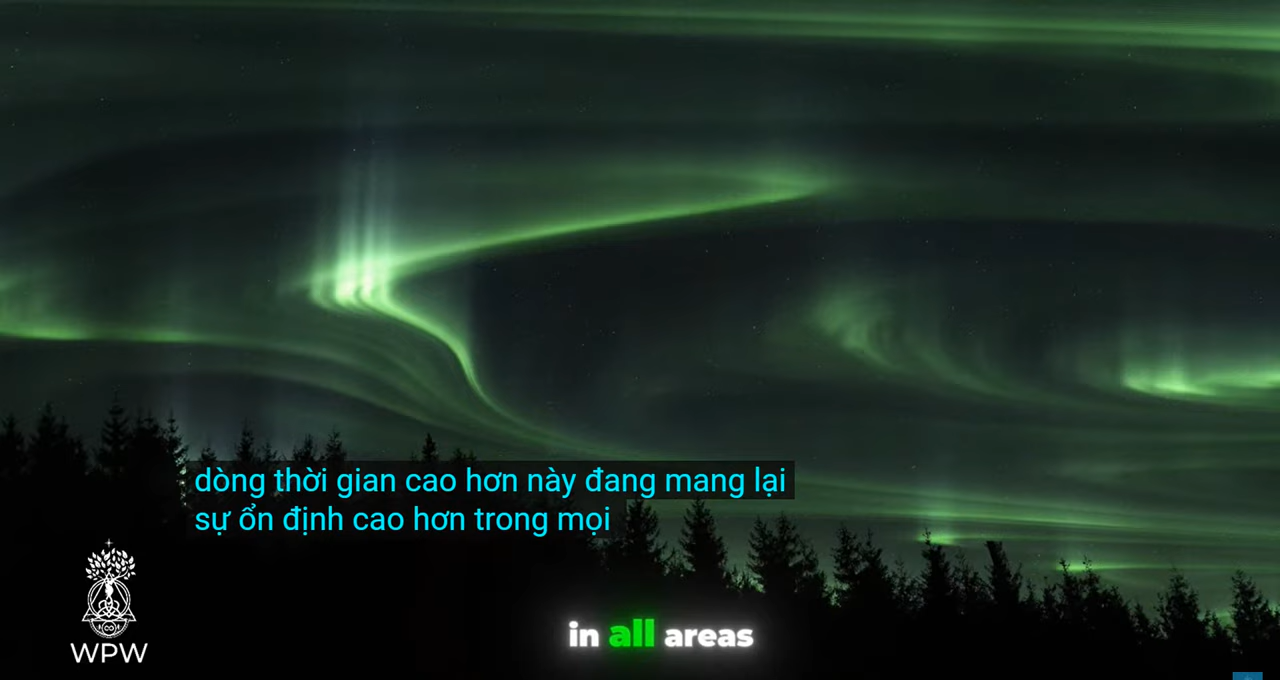 dòng thời gian cao hơn này đang mang lại
sự ổn định cao hơn trong mọi
in all areas
WPW